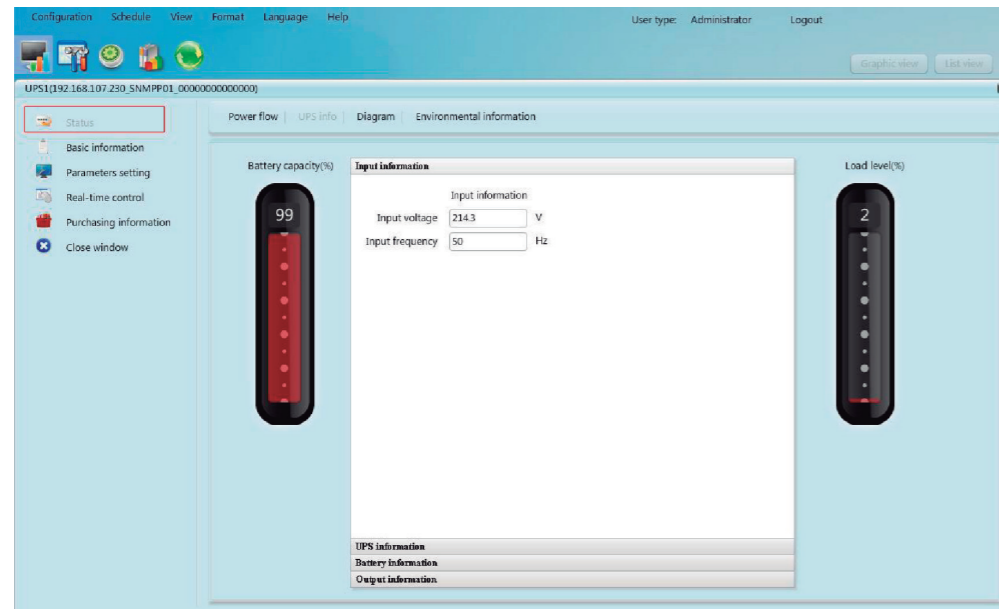 Configuration Schedule View Format Language Help
User type: Administrator Logout
Graphic view List view
UPS1(192.168.107.230_SNMPP01_00000000000000)
Status
Basic information
Parameters setting
Real-time control
Purchasing information
Close window
Power flow UPS info Diagram Environmental information
Battery capacity(%)
99
Input information
Input information
Input voltage 214.3 V
Input frequency 50 Hz
UPS information
Battery information
Output information
Load level(%)
2